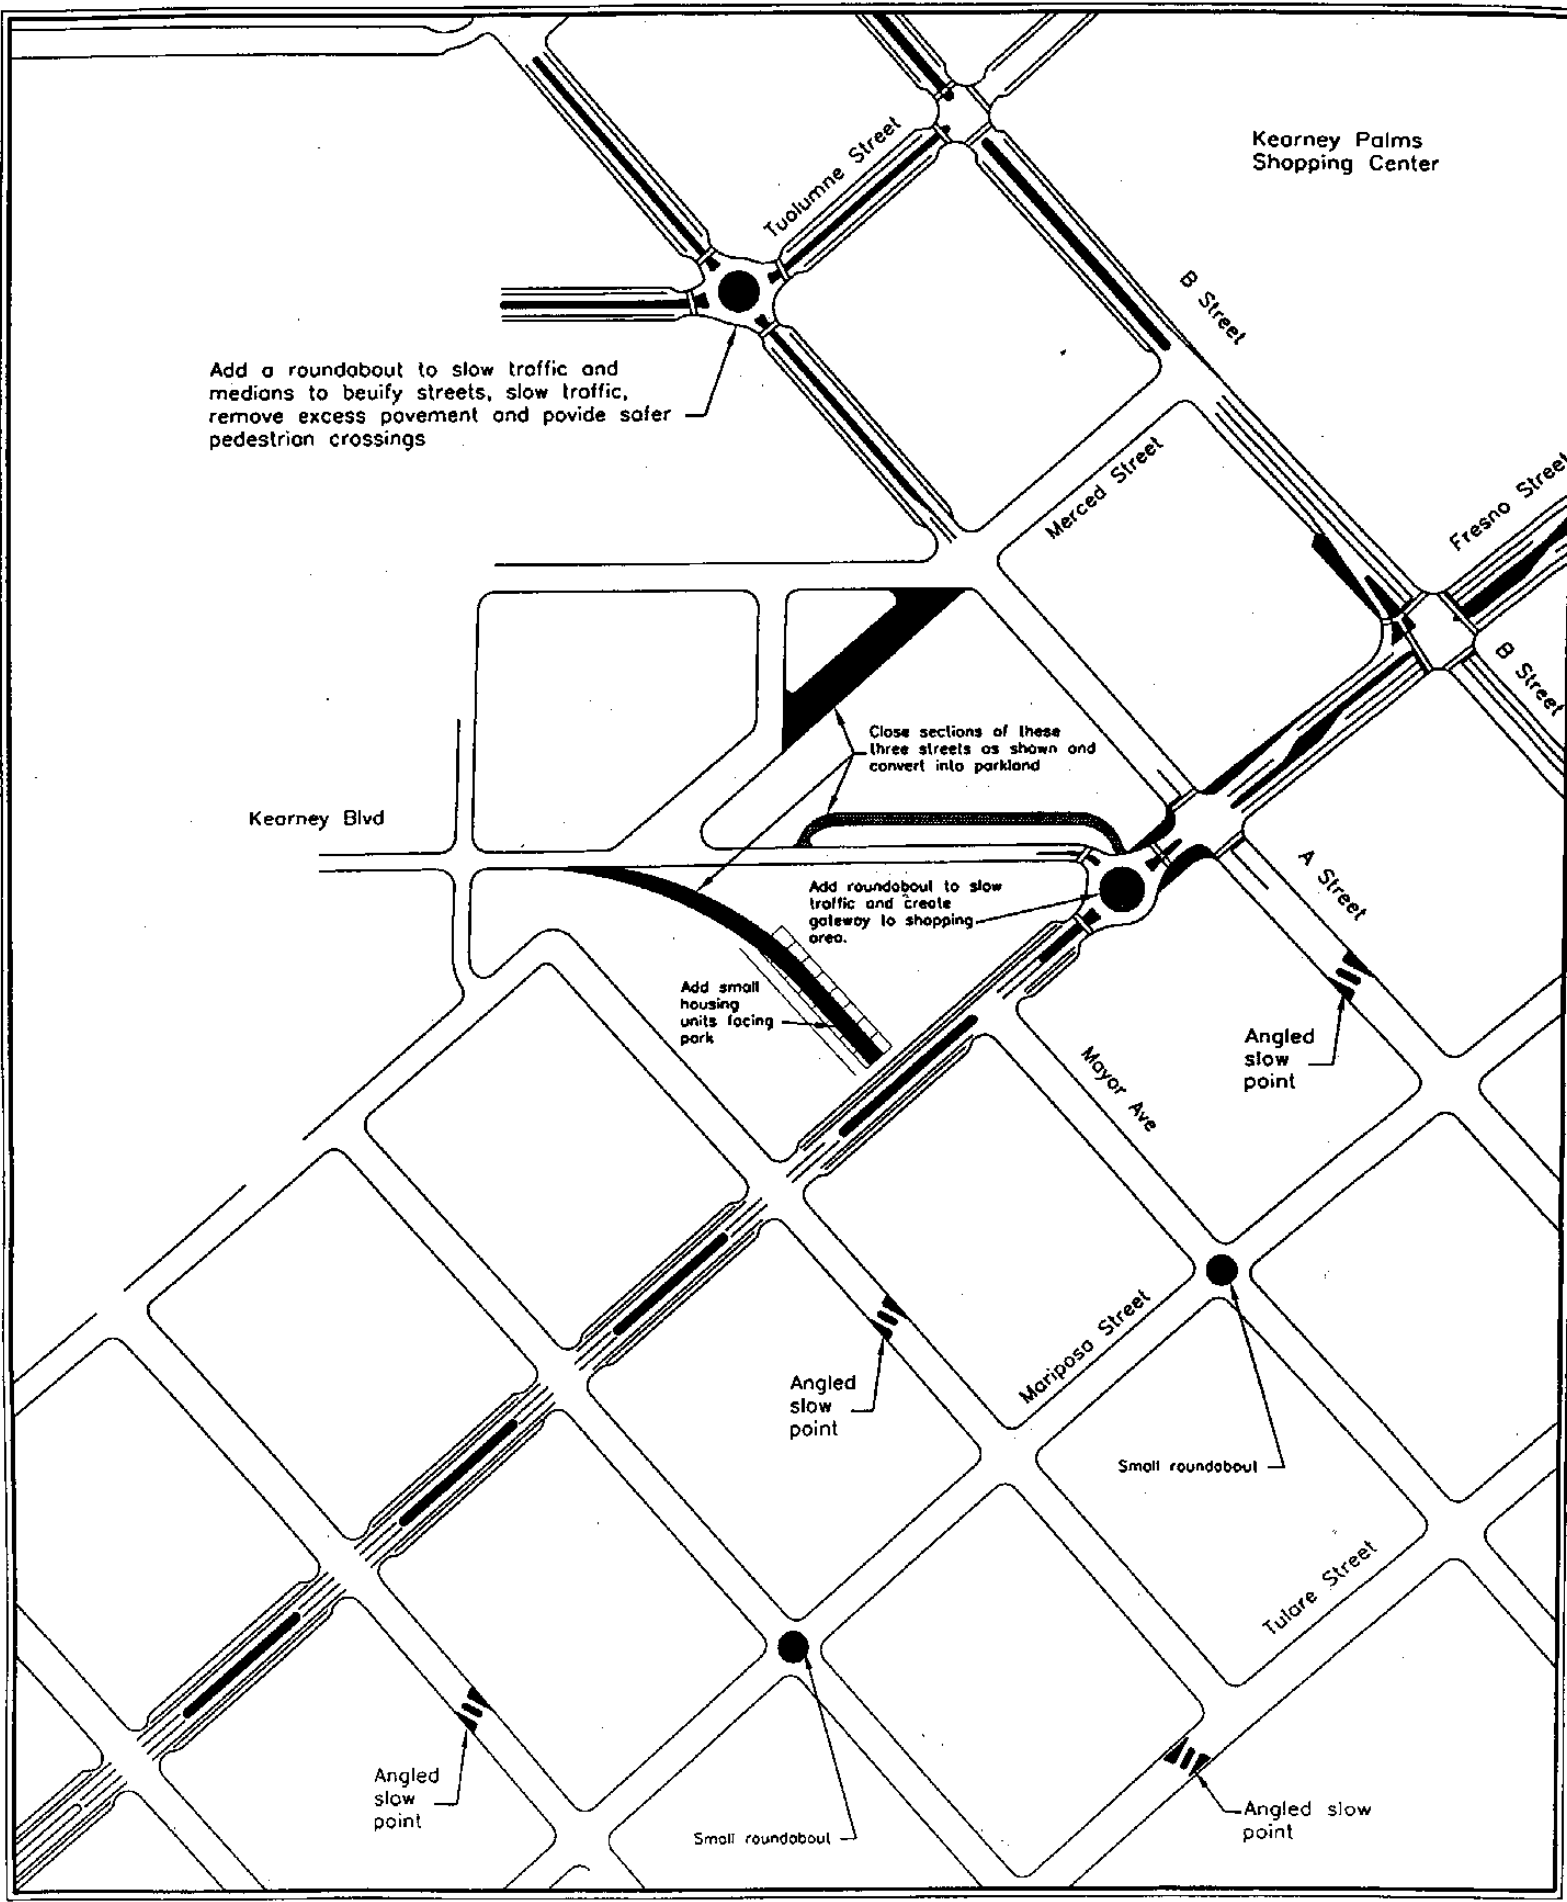 Kearney Palms
Shopping Center
Tuolumne Street
B Street
Add a roundabout to slow traffic and
medians to beuify streets, slow traffic,
remove excess pavement and povide safer
pedestrian crossings
Merced Street
Fresno Street
B Street
Close sections of these
three streets as shown and
convert into parkland
Kearney Blvd
A Street
Add roundabout to slow
traffic and create
gateway to shopping
area.
Add small
housing
units facing
park
Angled
slow
point
Mayor Ave
Mariposa Street
Angled
slow
point
Small roundabout
Tulare Street
Angled
slow
point
Small roundabout
Angled slow
point